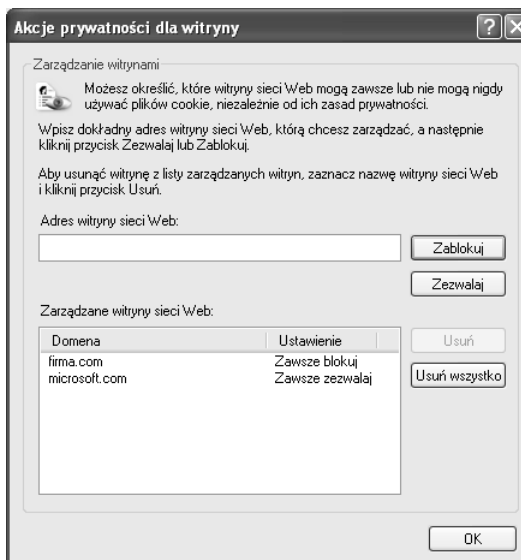 Akcje prywatności dla witryny
Zarządzanie witrynami
Możesz określić, które witryny sieci Web mogą zawsze lub nie mogą nigdy
używać plików cookie, niezależnie od ich zasad prywatności.
Wpisz dokładny adres witryny sieci Web, którą chcesz zarządzać, a następnie
kliknij przycisk Zezwalaj lub Zablokuj.
Aby usunąć witrynę z listy zarządzanych witryn, zaznacz nazwę witryny sieci Web
i kliknij przycisk Usuń.
Adres witryny sieci Web:
Zablokuj
Zezwalaj
Zarządzane witryny sieci Web:
Domena Ustawienie
firma.com Zawsze blokuj
microsoft.com Zawsze zezwalaj
Usuń
Usuń wszystko
OK